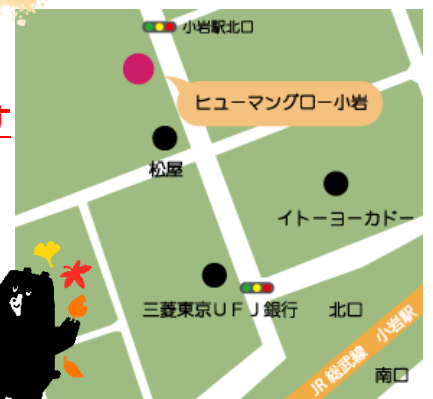 小岩駅北口
ヒューマングロー小岩
す
松屋
イトーヨーカドー
三菱東京UFJ銀行
北口
JR 総武線 小岩駅
南口